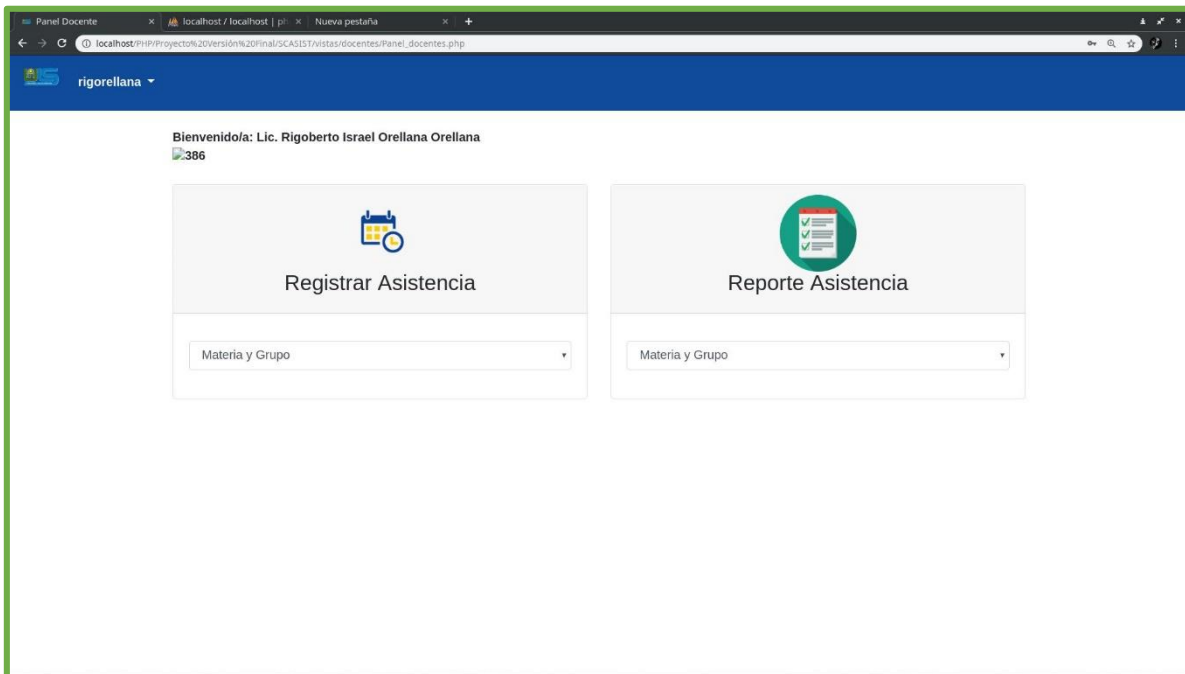 Panel Docente
localhost / localhost | ph
Nueva pestaña
localhost/PHP/Proyecto%20Versión%20Final/SCASIST/vistas/docentes/Panel_docentes.php
rigorellana
Bienvenido/a: Lic. Rigoberto Israel Orellana Orellana
386
Registrar Asistencia
Reporte Asistencia
Materia y Grupo
Materia y Grupo